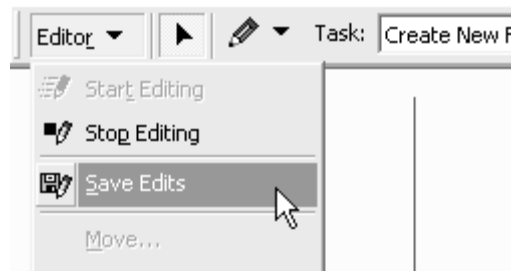 Editor Task: Create New F
Start Editing
Stop Editing
Save Edits
Move...